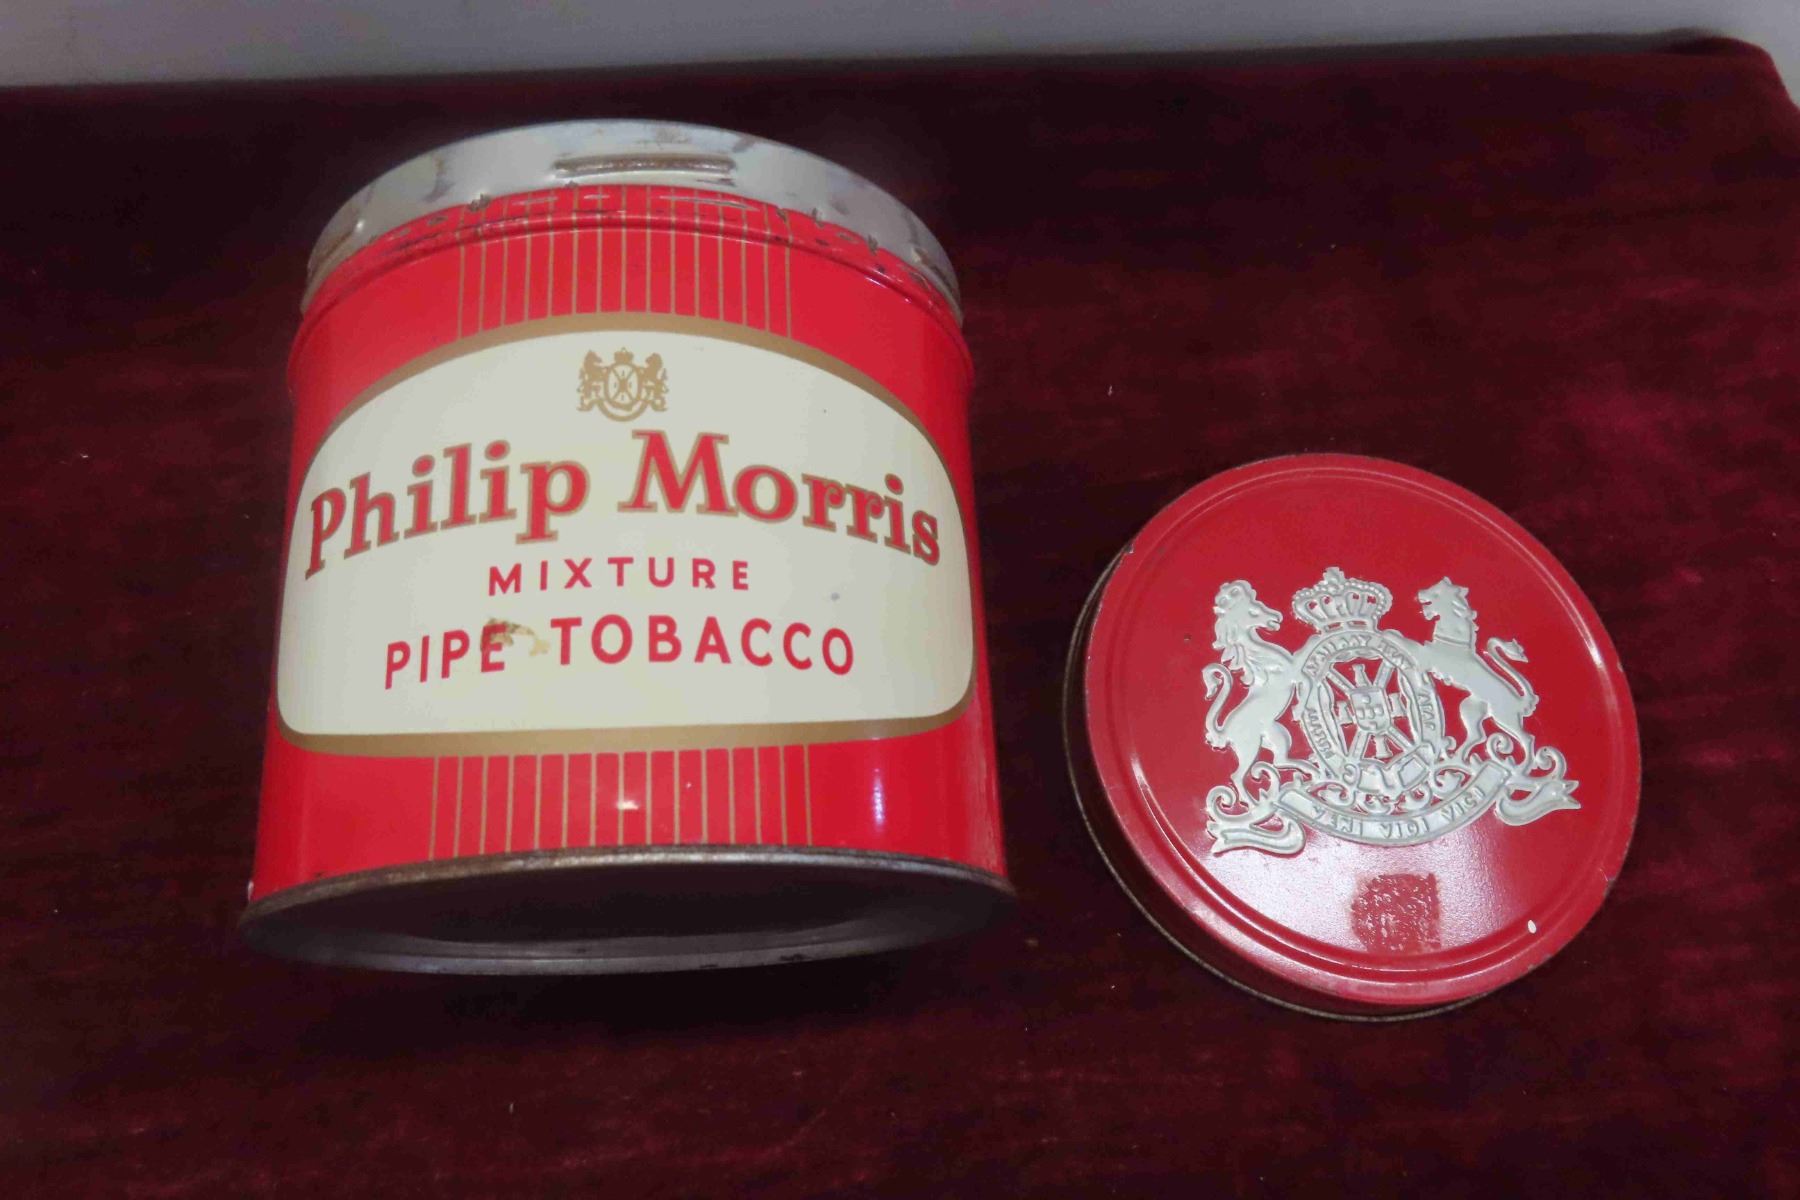 Philip Morris
MIXTURE
PIPE TOBACCO
VENI VIDI VICI